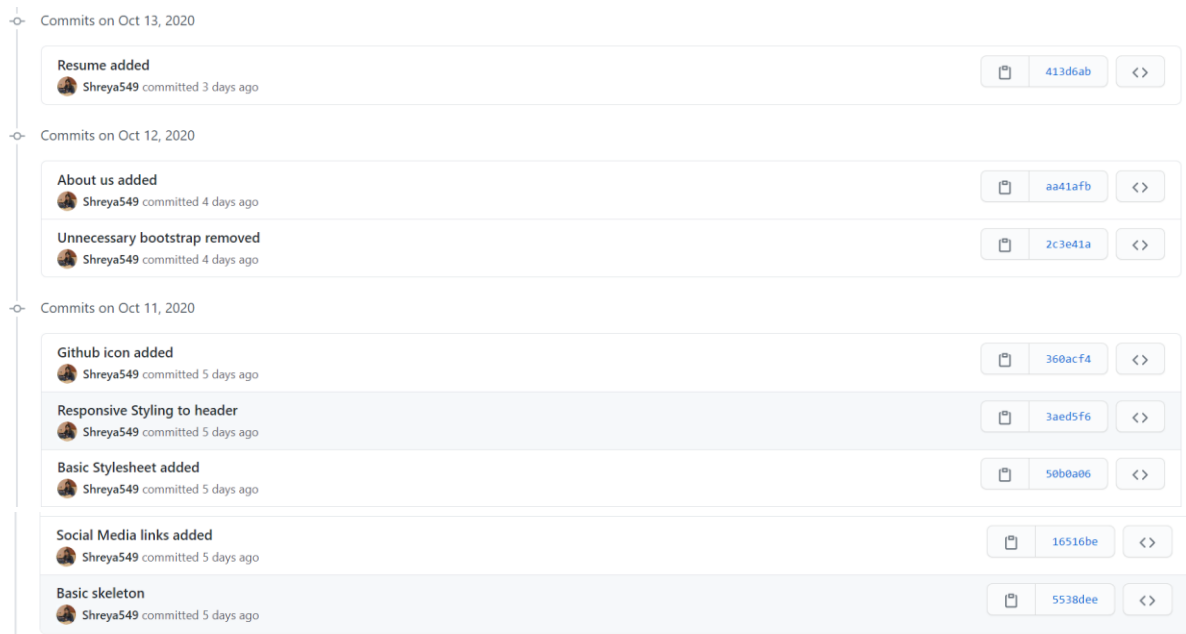 Commits on Oct 13, 2020
Resume added
413d6ab
Shreya549 committed 3 days ago
Commits on Oct 12, 2020
About us added
aa41afb
Shreya549 committed 4 days ago
Unnecessary bootstrap removed
2c3e41a
Shreya549 committed 4 days ago
Commits on Oct 11, 2020
Github icon added
360acf4
Shreya549 committed 5 days ago
Responsive Styling to header
3aed5f6
Shreya549 committed 5 days ago
Basic Stylesheet added
50b0a06
Shreya549 committed 5 days ago
Social Media links added
16516be
Shreya549 committed 5 days ago
Basic skeleton
5538dee
Shreya549 committed 5 days ago